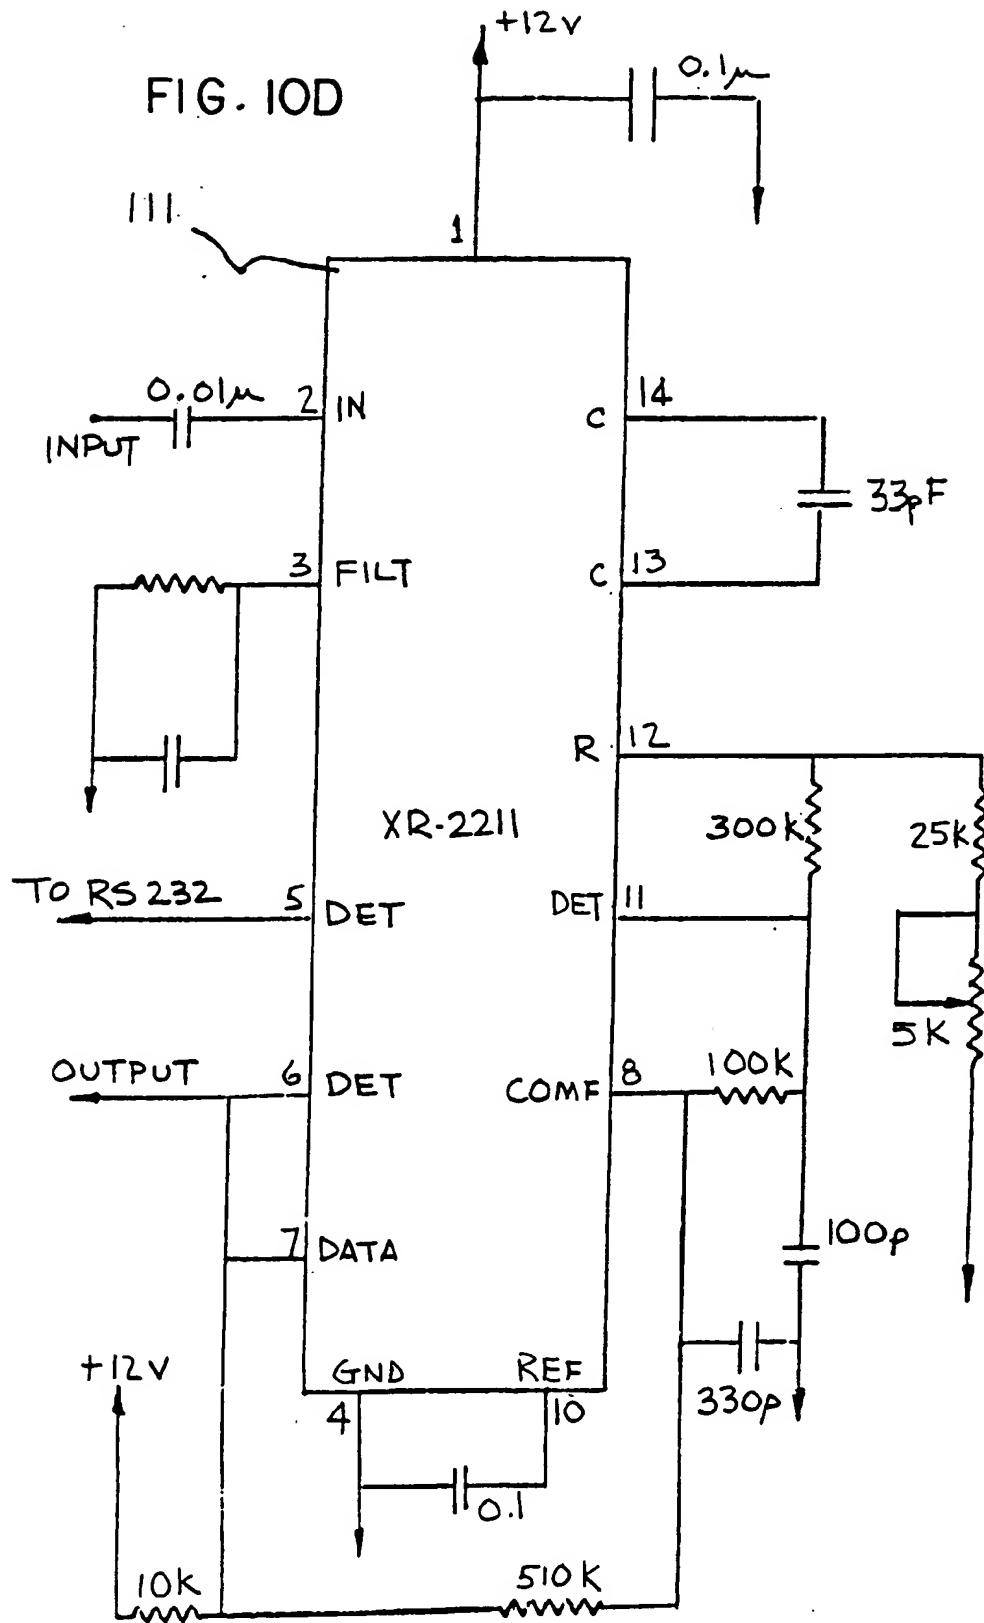 +12v
FIG. 10D
0.1μ
111
1
0.01μ
2
IN
INPUT
14
C
33pF
13
C
3
FILT
12
R
XR-2211
300K
25K
TO RS 232
5
DET
11
DET
5K
OUTPUT
6
DET
8
COMF
100K
7
DATA
100p
+12V
GND
REF
4
10
330p
0.1
10K
510K